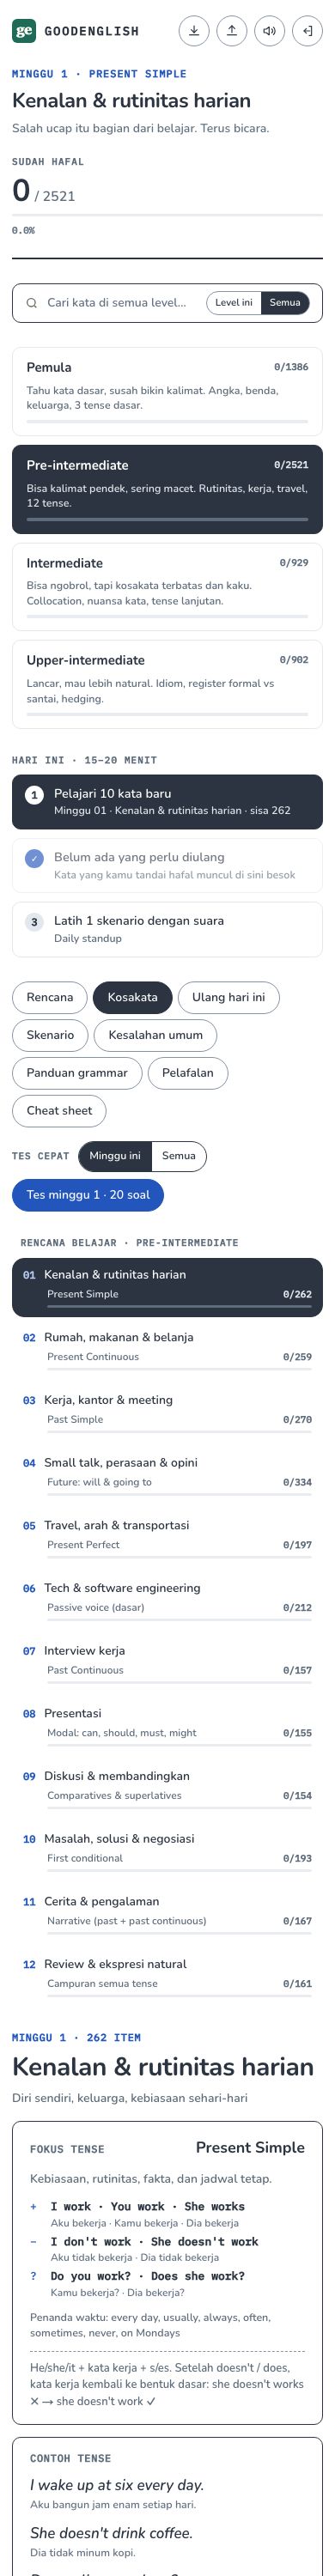 ge GOODENGLISH
MINGGU 1 · PRESENT SIMPLE
Kenalan & rutinitas harian
Salah ucap itu bagian dari belajar. Terus bicara.
SUDAH HAFAL
0 / 2521
0.0%
Cari kata di semua level... Level ini Semua
Pemula 0/1386
Tahu kata dasar, susah bikin kalimat. Angka, benda,
keluarga, 3 tense dasar.
Pre-intermediate 0/2521
Bisa kalimat pendek, sering macet. Rutinitas, kerja, travel,
12 tense.
Intermediate 0/929
Bisa ngobrol, tapi kosakata terbatas dan kaku.
Collocation, nuansa kata, tense lanjutan.
Upper-intermediate 0/902
Lancar, mau lebih natural. Idiom, register formal vs
santai, hedging.
HARI INI · 15–20 MENIT
1 Pelajari 10 kata baru
Minggu 01 · Kenalan & rutinitas harian · sisa 262
✓ Belum ada yang perlu diulang
Kata yang kamu tandai hafal muncul di sini besok
3 Latih 1 skenario dengan suara
Daily standup
Rencana Kosakata Ulang hari ini
Skenario Kesalahan umum
Panduan grammar Pelafalan
Cheat sheet
TES CEPAT Minggu ini Semua
Tes minggu 1 · 20 soal
RENCANA BELAJAR · PRE-INTERMEDIATE
01 Kenalan & rutinitas harian
Present Simple 0/262
02 Rumah, makanan & belanja
Present Continuous 0/259
03 Kerja, kantor & meeting
Past Simple 0/270
04 Small talk, perasaan & opini
Future: will & going to 0/334
05 Travel, arah & transportasi
Present Perfect 0/197
06 Tech & software engineering
Passive voice (dasar) 0/212
07 Interview kerja
Past Continuous 0/157
08 Presentasi
Modal: can, should, must, might 0/155
09 Diskusi & membandingkan
Comparatives & superlatives 0/154
10 Masalah, solusi & negosiasi
First conditional 0/193
11 Cerita & pengalaman
Narrative (past + past continuous) 0/167
12 Review & ekspresi natural
Campuran semua tense 0/161
MINGGU 1 · 262 ITEM
Kenalan & rutinitas harian
Diri sendiri, keluarga, kebiasaan sehari-hari
FOKUS TENSE Present Simple
Kebiasaan, rutinitas, fakta, dan jadwal tetap.
+ I work · You work · She works
Aku bekerja · Kamu bekerja · Dia bekerja
− I don't work · She doesn't work
Aku tidak bekerja · Dia tidak bekerja
? Do you work? · Does she work?
Kamu bekerja? · Dia bekerja?
Penanda waktu: every day, usually, always, often,
sometimes, never, on Mondays
He/she/it + kata kerja + s/es. Setelah doesn't / does,
kata kerja kembali ke bentuk dasar: she doesn't works
✕ → she doesn't work ✓
CONTOH TENSE
I wake up at six every day.
Aku bangun jam enam setiap hari.
She doesn't drink coffee.
Dia tidak minum kopi.